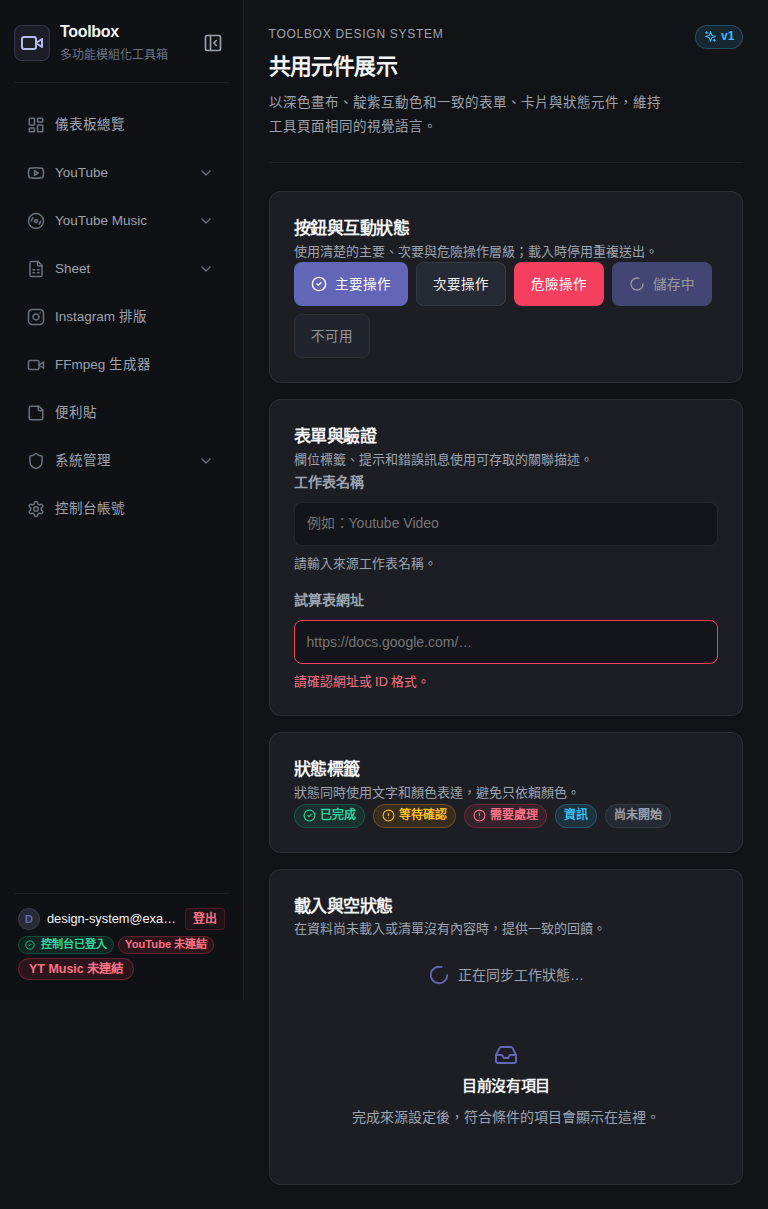 Toolbox
多功能模組化工具箱
儀表板總覽
YouTube
YouTube Music
Sheet
Instagram 排版
FFmpeg 生成器
便利貼
系統管理
控制台帳號
D
design-system@exa…
登出
控制台已登入
YouTube 未連結
YT Music 未連結
TOOLBOX DESIGN SYSTEM
v1
共用元件展示
以深色畫布、靛紫互動色和一致的表單、卡片與狀態元件，維持
工具頁面相同的視覺語言。
按鈕與互動狀態
使用清楚的主要、次要與危險操作層級；載入時停用重複送出。
主要操作
次要操作
危險操作
儲存中
不可用
表單與驗證
欄位標籤、提示和錯誤訊息使用可存取的關聯描述。
工作表名稱
例如：Youtube Video
請輸入來源工作表名稱。
試算表網址
https://docs.google.com/…
請確認網址或 ID 格式。
狀態標籤
狀態同時使用文字和顏色表達，避免只依賴顏色。
已完成
等待確認
需要處理
資訊
尚未開始
載入與空狀態
在資料尚未載入或清單沒有內容時，提供一致的回饋。
正在同步工作狀態…
目前沒有項目
完成來源設定後，符合條件的項目會顯示在這裡。